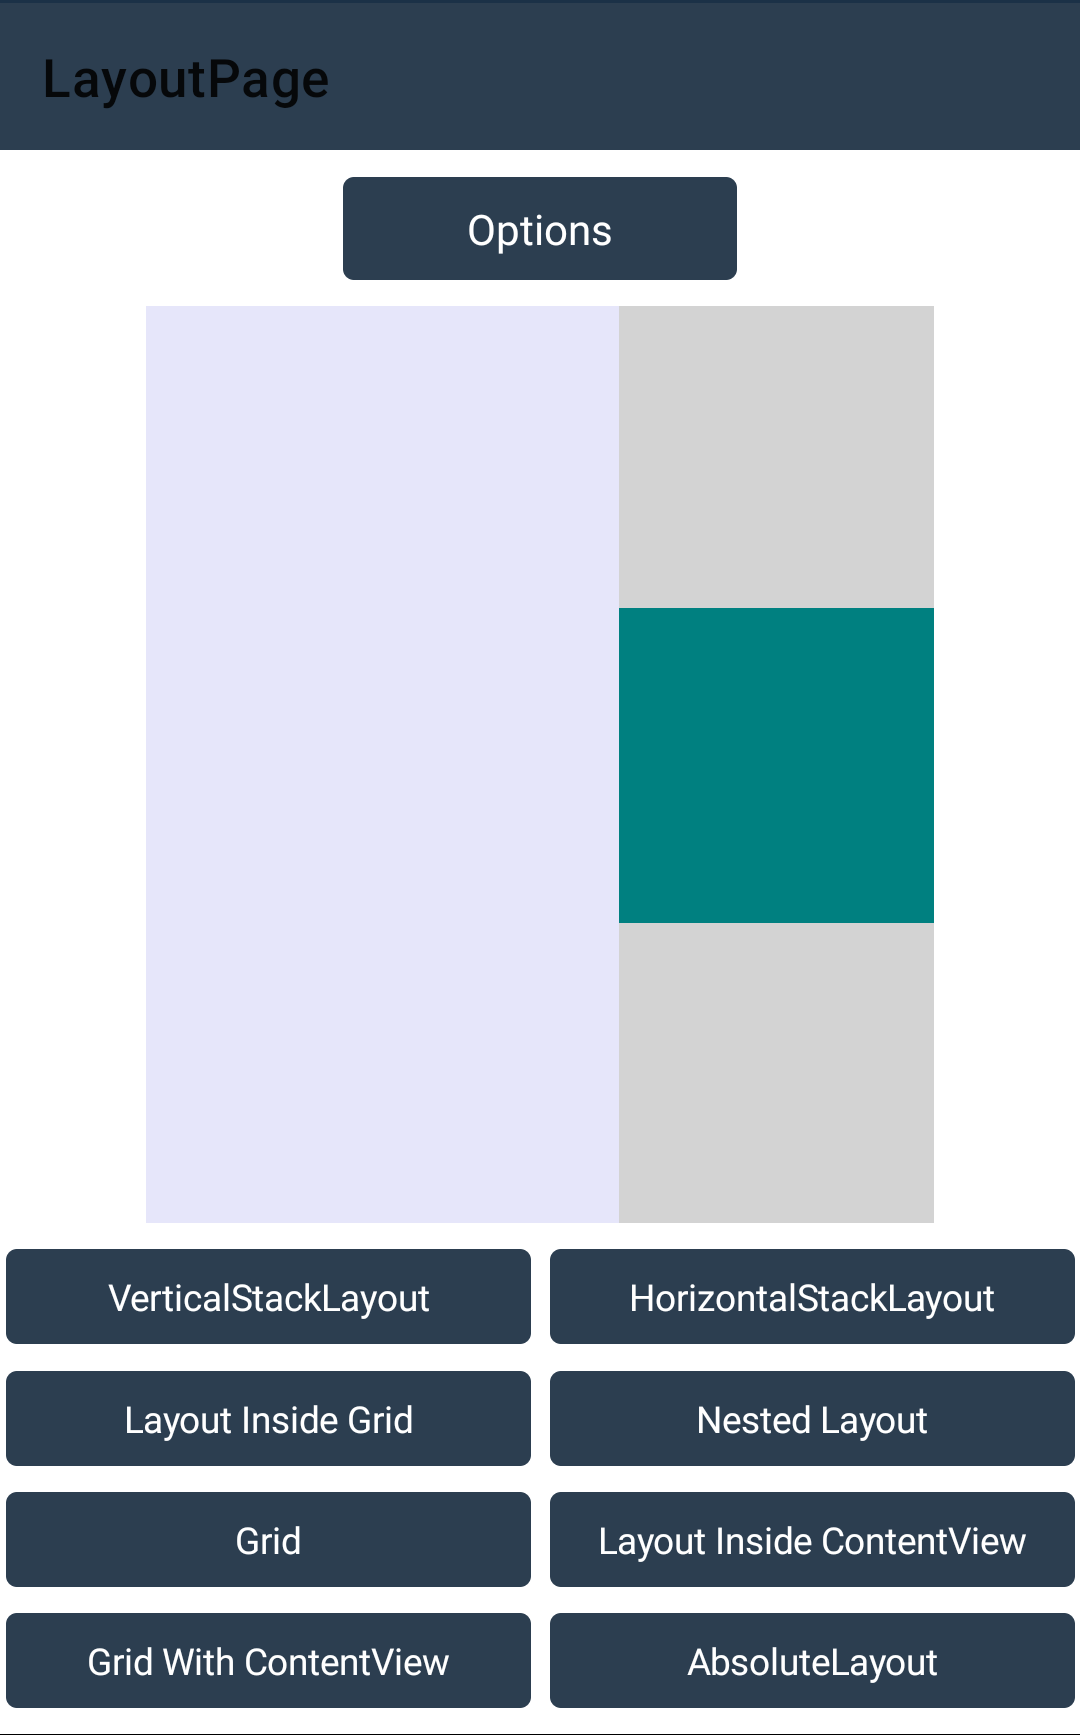 LayoutPage
Options
VerticalStackLayout
HorizontalStackLayout
Layout Inside Grid
Nested Layout
Grid
Layout Inside ContentView
Grid With ContentView
AbsoluteLayout